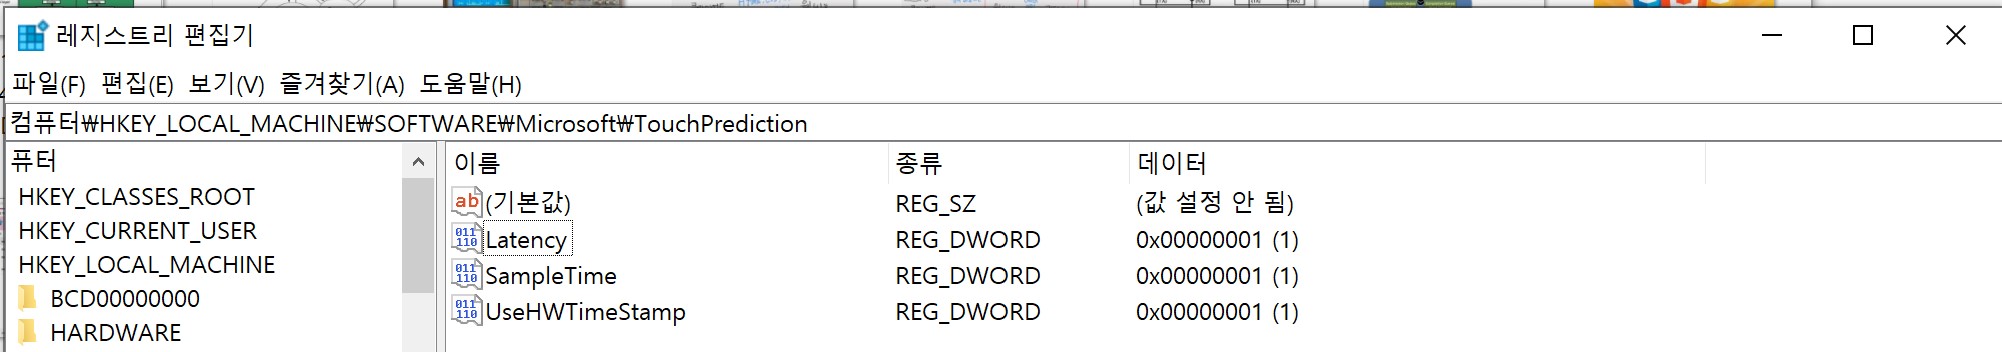 레지스트리 편집기
파일(F) 편집(E) 보기(V) 즐겨찾기(A) 도움말(H)
컴퓨터₩HKEY_LOCAL_MACHINE₩SOFTWARE₩Microsoft₩TouchPrediction
퓨터
HKEY_CLASSES_ROOT
HKEY_CURRENT_USER
HKEY_LOCAL_MACHINE
BCD00000000
HARDWARE
이름 종류 데이터
(기본값) REG_SZ (값 설정 안 됨)
Latency REG_DWORD 0x00000001 (1)
SampleTime REG_DWORD 0x00000001 (1)
UseHWTimeStamp REG_DWORD 0x00000001 (1)